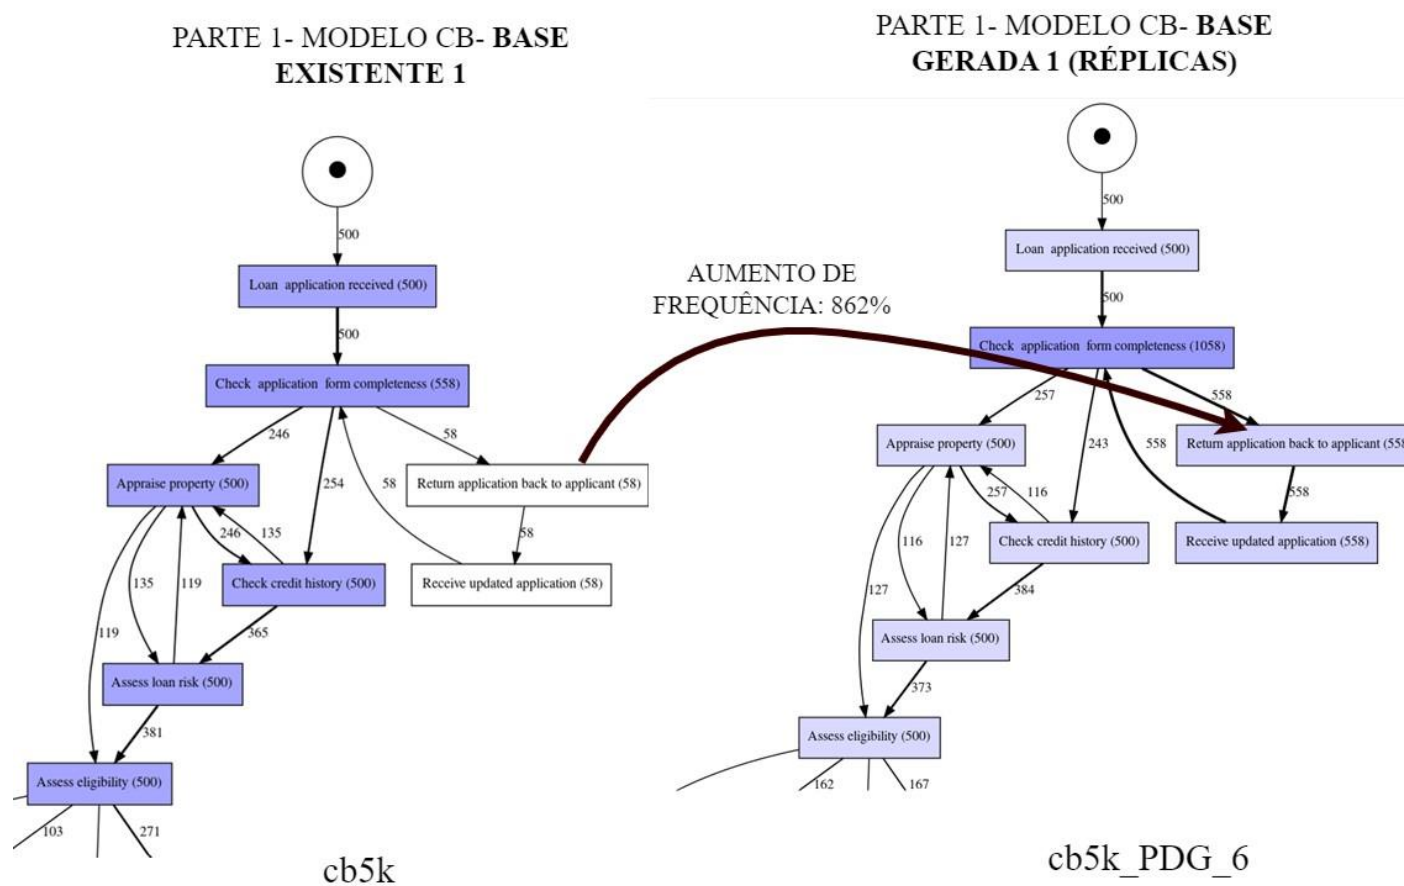 PARTE 1- MODELO CB- BASE
EXISTENTE 1
500
Loan application received (500)
500
Check application form completeness (558)
246
58
Appraise property (500)
254
58
Return application back to applicant (58)
246
135
58
135
119
Check credit history (500)
Receive updated application (58)
119
365
Assess loan risk (500)
381
Assess eligibility (500)
103
271
cb5k
AUMENTO DE
FREQUÊNCIA: 862%
PARTE 1- MODELO CB- BASE
GERADA 1 (RÉPLICAS)
500
Loan application received (500)
500
Check application form completeness (1058)
257
558
Appraise property (500)
243
558
Return application back to applicant (558
257
116
558
116
127
Check credit history (500)
Receive updated application (558)
127
384
Assess loan risk (500)
373
Assess eligibility (500)
162
167
cb5k_PDG_6